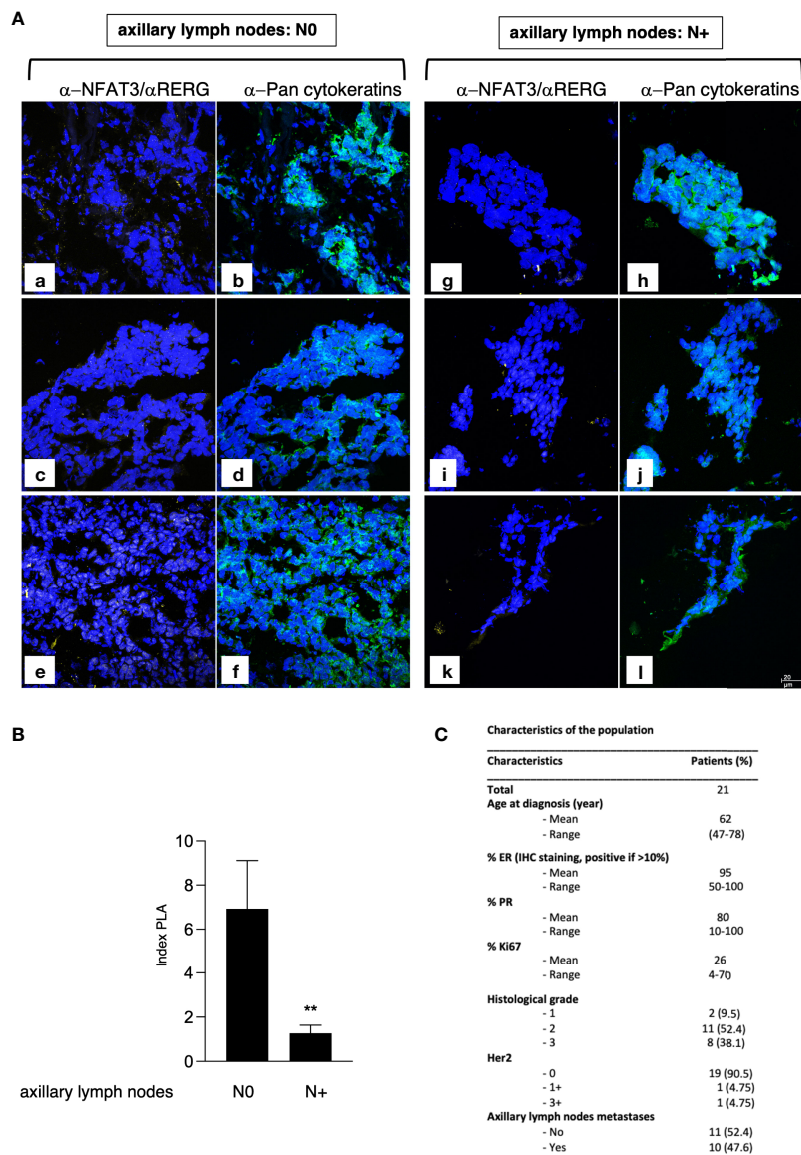 A
axillary lymph nodes: N0
axillary lymph nodes: N+
α–NFAT3/αRERG
α–Pan cytokeratins
α–NFAT3/αRERG
α–Pan cytokeratins
a
b
g
h
c
d
i
j
e
f
k
l
20
µm
B
Index PLA
10
8
6
4
2
0
**
axillary lymph nodes
N0
N+
C
Characteristics of the population
Characteristics Patients (%)
Total 21
Age at diagnosis (year)
- Mean 62
- Range (47-78)
% ER (IHC staining, positive if >10%)
- Mean 95
- Range 50-100
% PR
- Mean 80
- Range 10-100
% Ki67
- Mean 26
- Range 4-70
Histological grade
- 1 2 (9.5)
- 2 11 (52.4)
- 3 8 (38.1)
Her2
- 0 19 (90.5)
- 1+ 1 (4.75)
- 3+ 1 (4.75)
Axillary lymph nodes metastases
- No 11 (52.4)
- Yes 10 (47.6)